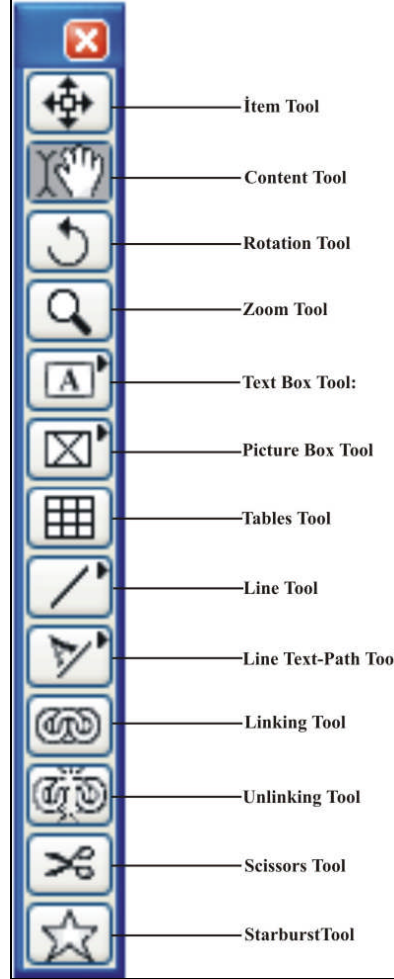 İtem Tool
Content Tool
Rotation Tool
Zoom Tool
A
Text Box Tool:
Picture Box Tool
Tables Tool
Line Tool
Line Text-Path Too
Linking Tool
Unlinking Tool
Scissors Tool
StarburstTool